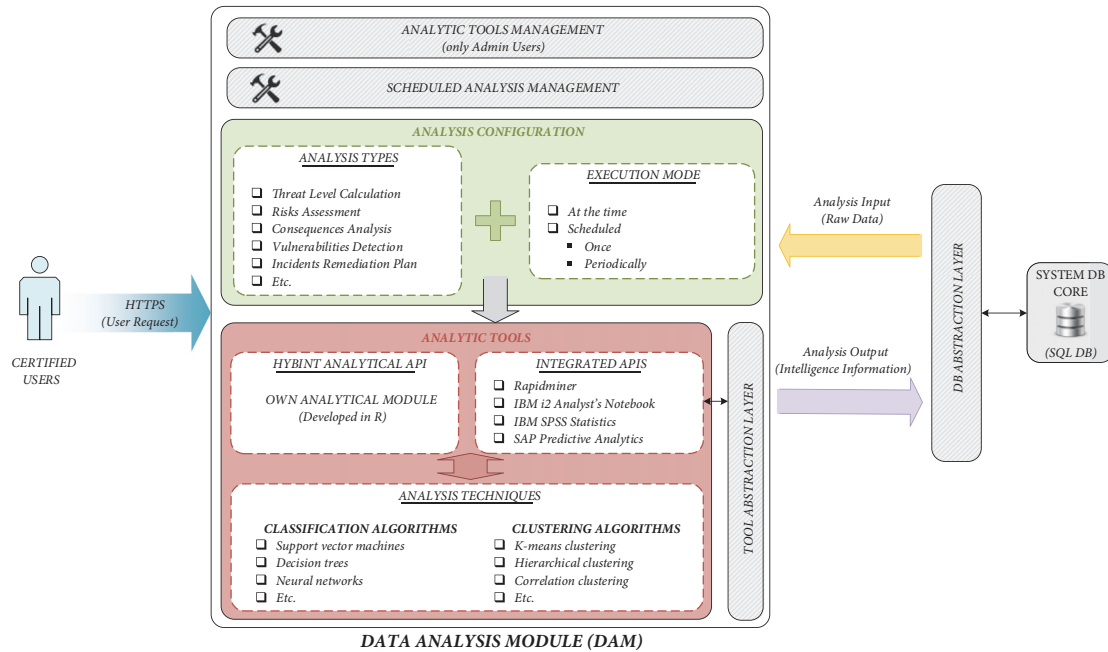 ANALYTIC TOOLS MANAGEMENT
(only Admin Users)
SCHEDULED ANALYSIS MANAGEMENT
ANALYSIS CONFIGURATION
ANALYSIS TYPES
Threat Level Calculation
Risks Assessment
Consequences Analysis
Vulnerabilities Detection
Incidents Remediation Plan
Etc.
EXECUTION MODE
At the time
Scheduled
Once
Periodically
HTTPS
(User Request)
CERTIFIED
USERS
ANALYTIC TOOLS
HYBINT ANALYTICAL API
OWN ANALYTICAL MODULE
(Developed in R)
INTEGRATED APIS
Rapidminer
IBM i2 Analyst's Notebook
IBM SPSS Statistics
SAP Predictive Analytics
ANALYSIS TECHNIQUES
CLASSIFICATION ALGORITHMS
Support vector machines
Decision trees
Neural networks
Etc.
CLUSTERING ALGORITHMS
K-means clustering
Hierarchical clustering
Correlation clustering
Etc.
TOOL ABSTRACTION LAYER
Analysis Input
(Raw Data)
Analysis Output
(Intelligence Information)
DB ABSTRACTION LAYER
SYSTEM DB
CORE
(SQL DB)
DATA ANALYSIS MODULE (DAM)